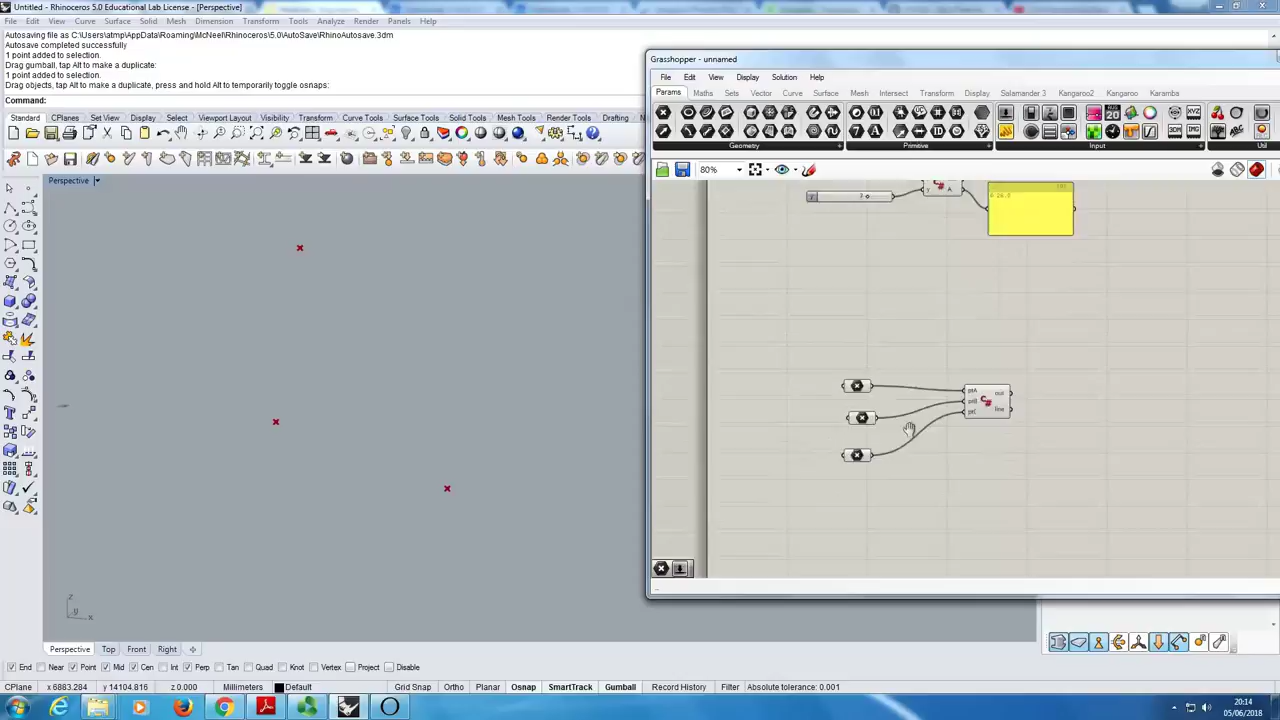 Untitled - Rhinoceros 5.0 Educational Lab License - [Perspective]
File Edit View Curve Surface Solid Mesh Dimension Transform Tools Analyze Render Panels Help
Autosaving file as C:\Users\atmp\AppData\Roaming\McNeel\Rhinoceros\5.0\AutoSave\RhinoAutosave.3dm
Autosave completed successfully
1 point added to selection.
Drag gumball, tap Alt to make a duplicate:
1 point added to selection.
Drag objects, tap Alt to make a duplicate, press and hold Alt to temporarily toggle osnaps:
Command:
Standard CPlanes Set View Display Select Viewport Layout Visibility Transform Curve Tools Surface Tools Solid Tools Mesh Tools Render Tools Drafting
Perspective
Grasshopper - unnamed
File Edit View Display Solution Help
Params Maths Sets Vector Curve Surface Mesh Intersect Transform Display Salamander 3 Kangaroo2 Kangaroo Karamba
Geometry Primitive Input Util
80%
3
y A
ptA
ptB
ptC
out
line
z
y
x
Perspective Top Front Right
End Near Point Mid Cen Int Perp Tan Quad Knot Vertex Project Disable
CPlane x 6883.284 y 14104.816 z 0.000 Millimeters Default Grid Snap Ortho Planar Osnap SmartTrack Gumball Record History Filter Absolute tolerance: 0.001
20:14
05/06/2018